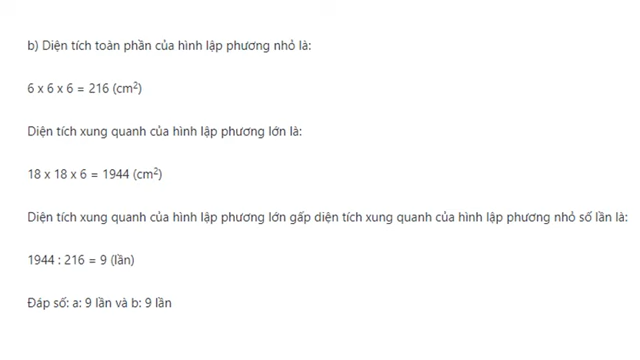 b) Diện tích toàn phần của hình lập phương nhỏ là:
6 x 6 x 6 = 216 (cm²)
Diện tích xung quanh của hình lập phương lớn là:
18 x 18 x 6 = 1944 (cm²)
Diện tích xung quanh của hình lập phương lớn gấp diện tích xung quanh của hình lập phương nhỏ số lần là:
1944 : 216 = 9 (lần)
Đáp số: a: 9 lần và b: 9 lần